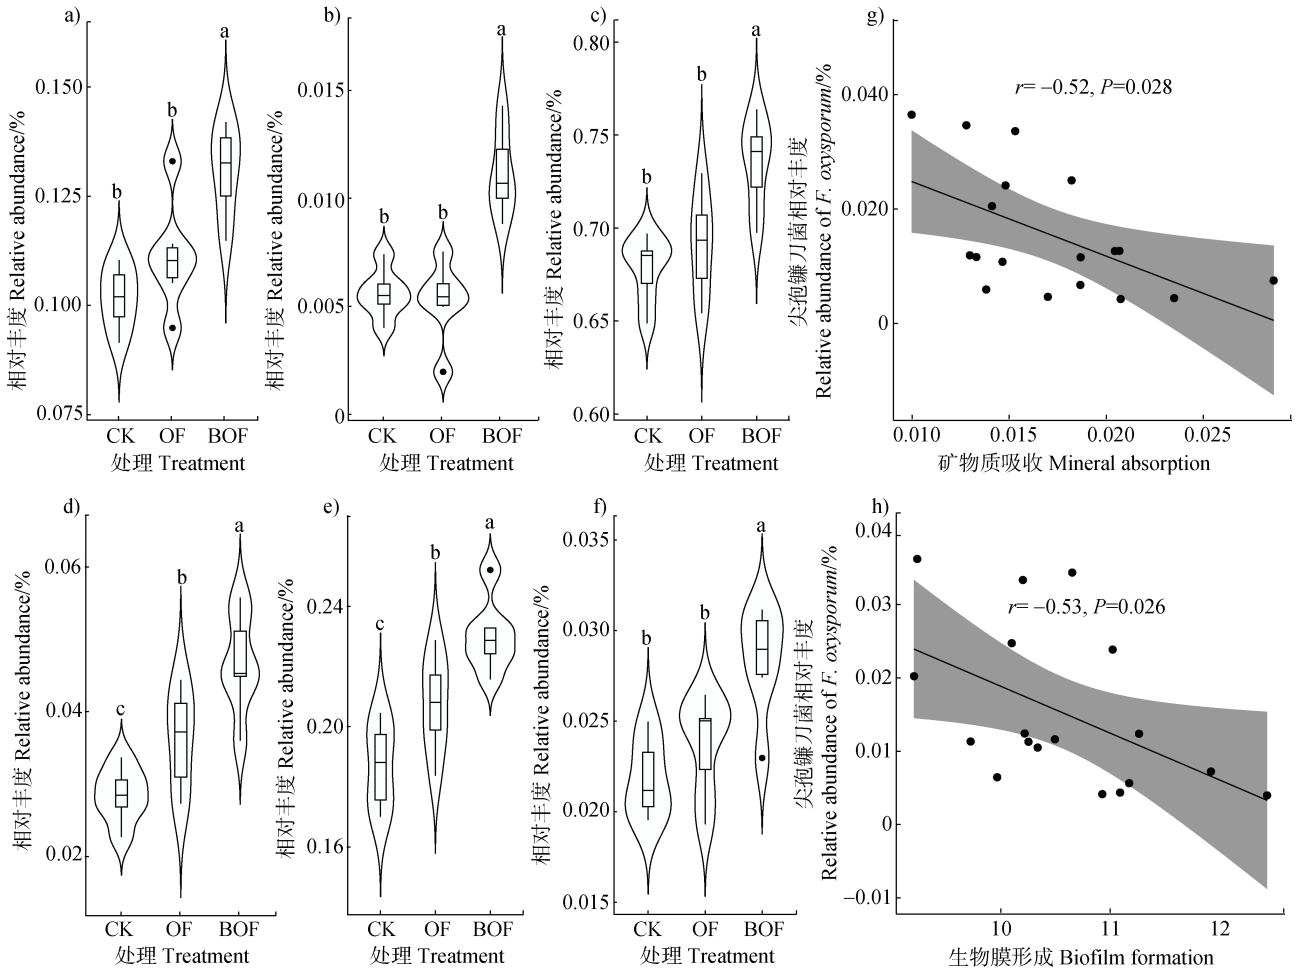 a)
相对丰度 Relative abundance/%
0.150
0.125
0.100
0.075
b
b
a
CK OF BOF
处理 Treatment
b)
相对丰度 Relative abundance/%
0.015
0.010
0.005
0
b
b
a
CK OF BOF
处理 Treatment
c)
相对丰度 Relative abundance/%
0.80
0.75
0.70
0.65
0.60
b
b
a
CK OF BOF
处理 Treatment
g)
尖孢镰刀菌相对丰度
Relative abundance of F. oxysporum/%
0.040
0.020
0
r= –0.52, P=0.028
0.010 0.015 0.020 0.025
矿物质吸收 Mineral absorption
d)
相对丰度 Relative abundance/%
0.06
0.04
0.02
c
b
a
CK OF BOF
处理 Treatment
e)
相对丰度 Relative abundance/%
0.24
0.20
0.16
c
b
a
CK OF BOF
处理 Treatment
f)
相对丰度 Relative abundance/%
0.035
0.030
0.025
0.020
0.015
b
b
a
CK OF BOF
处理 Treatment
h)
尖孢镰刀菌相对丰度
Relative abundance of F. oxysporum/%
0.04
0.03
0.02
0.01
0
–0.01
r= –0.53, P=0.026
10 11 12
生物膜形成 Biofilm formation